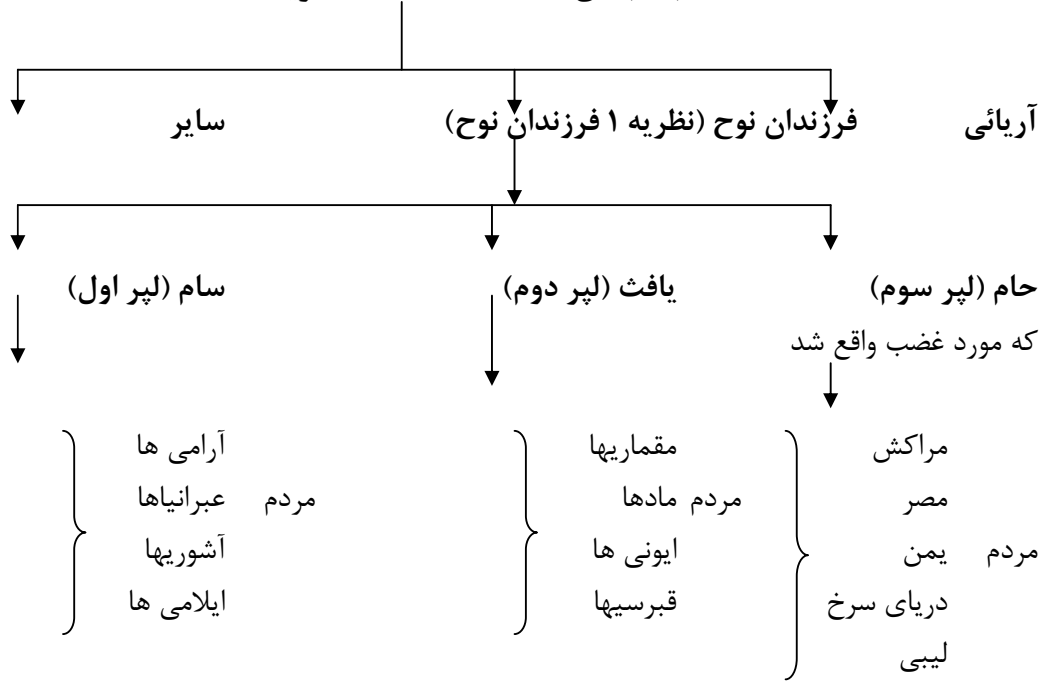 آریائی فرزندان نوح (نظریه ۱ فرزندان نوح) سایر
حام (لپر سوم) یافث (لپر دوم) سام (لپر اول)
که مورد غضب واقع شد
مراکش مقماریها آرامی ها
مصر مردم مادها مردم عبرانیاها
مردم یمن ایونی ها آشوریها
دریای سرخ قبرسیها ایلامی ها
لیبی